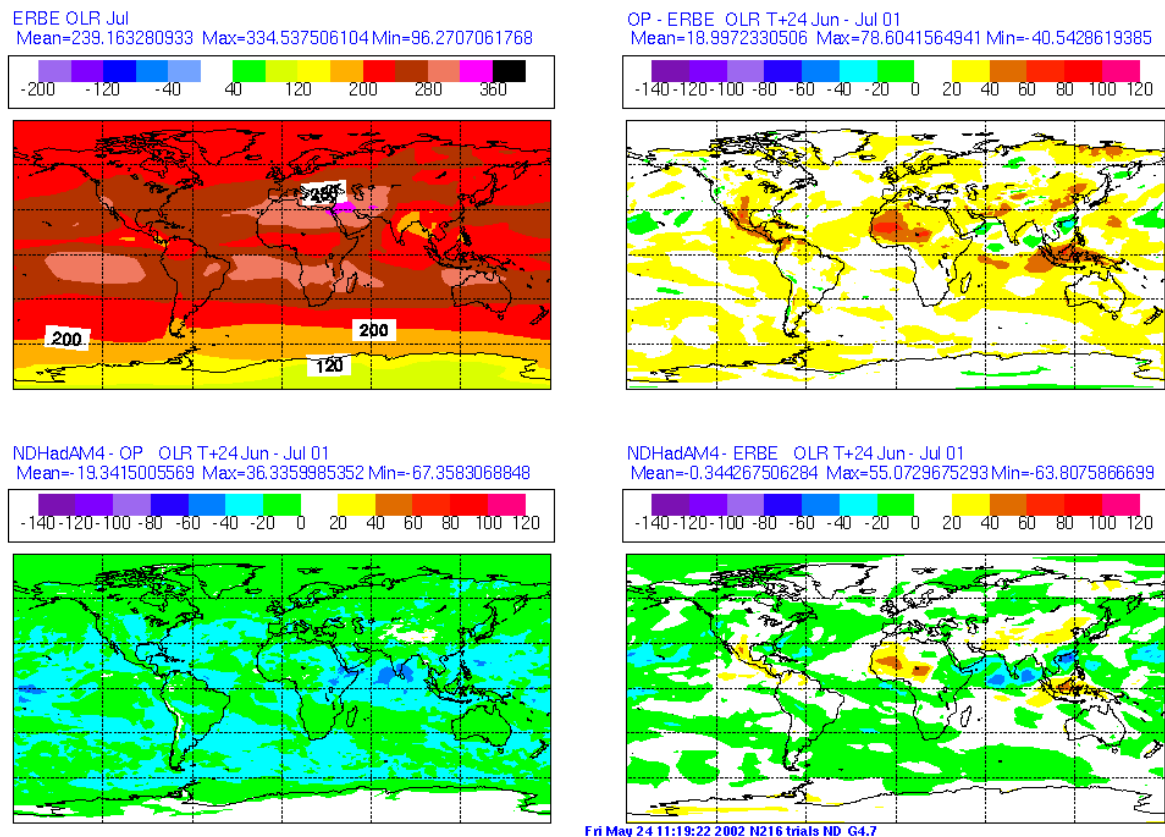 ERBE OLR Jul
Mean=239.163280933 Max=334.537506104 Min=96.2707061768
-200 -120 -40 40 120 200 280 360
200
200
120
OP - ERBE OLR T+24 Jun - Jul 01
Mean=18.9972330506 Max=78.6041564941 Min=-40.5428619385
-140 -120 -100 -80 -60 -40 -20 0 20 40 60 80 100 120
NDHadAM4 - OP OLR T+24 Jun - Jul 01
Mean=-19.3415005569 Max=36.3359985352 Min=-67.3583068848
-140 -120 -100 -80 -60 -40 -20 0 20 40 60 80 100 120
NDHadAM4 - ERBE OLR T+24 Jun - Jul 01
Mean=-0.344267506284 Max=55.0729675293 Min=-63.8075866699
-140 -120 -100 -80 -60 -40 -20 0 20 40 60 80 100 120
Fri May 24 11:19:22 2002 N216 trials ND G4.7